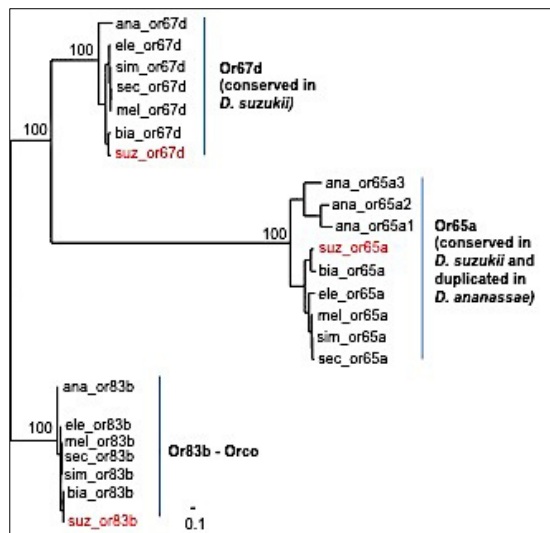 ana_or67d
100
ele_or67d
sim_or67d
sec_or67d
mel_or67d
bia_or67d
suz_or67d
Or67d
(conserved in
D. suzukii)
100
ana_or65a3
ana_or65a2
ana_or65a1
100
suz_or65a
bia_or65a
ele_or65a
mel_or65a
sim_or65a
sec_or65a
Or65a
(conserved in
D. suzukii and
duplicated in
D. ananassae)
ana_or83b
100
ele_or83b
mel_or83b
sec_or83b
sim_or83b
bia_or83b
suz_or83b
Or83b - Orco
0.1